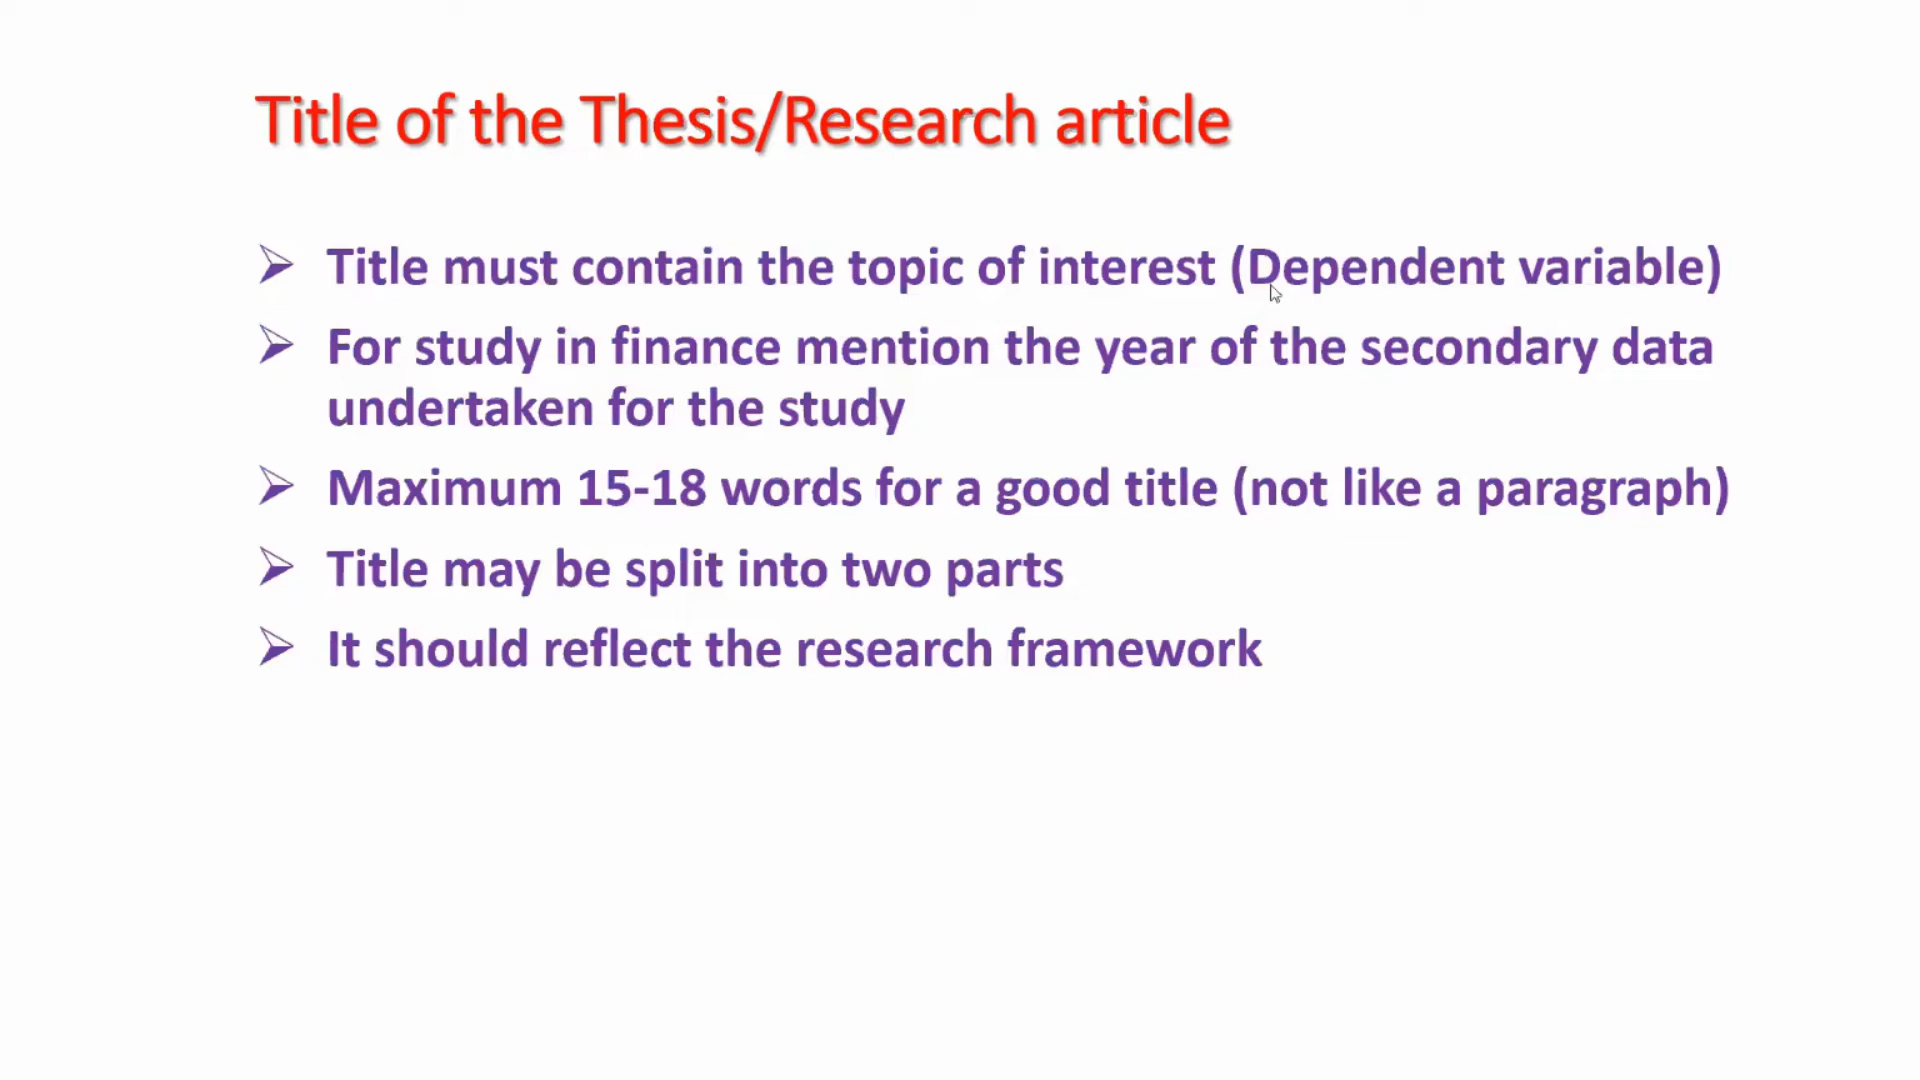 Title of the Thesis/Research article
➢ Title must contain the topic of interest (Dependent variable)
➢ For study in finance mention the year of the secondary data
undertaken for the study
➢ Maximum 15-18 words for a good title (not like a paragraph)
➢ Title may be split into two parts
➢ It should reflect the research framework